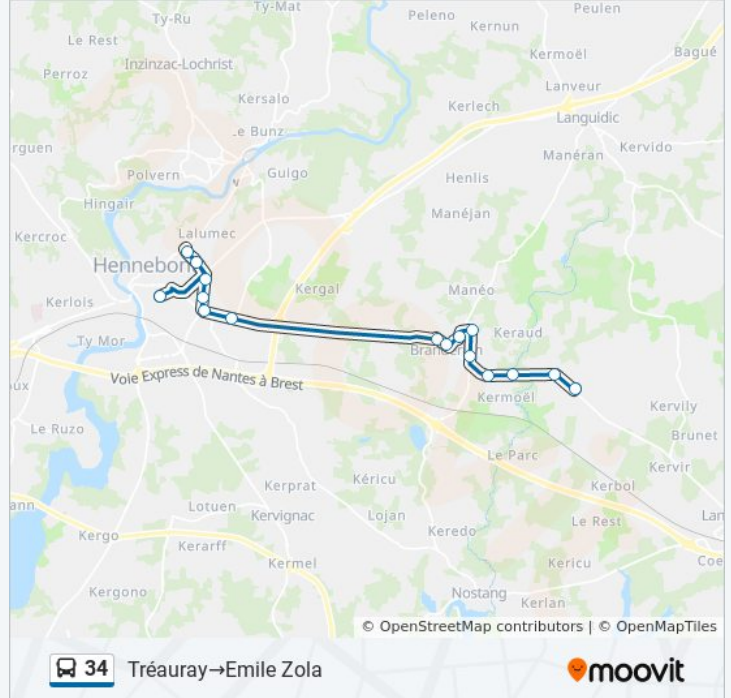 Ty-Ru
Ty-Mat
Peleno
Peulen
Kernun
Le Rest
Bagué
Inzinzac-Lochrist
Kermoël
Perroz
Lanveur
Kersalo
Kerlech
Languidic
Le Bunz
rguen
Kervido
Manéran
Polvern
Guigo
Henlis
Hingair
Manéjan
Lalumec
Kercroc
Hennebon
Kergal
Manéo
Kerlois
Keraud
Ty Mor
Voie Express de Nantes à Brest
Kermoël
Kervily
Le Ruzo
Brunet
Le Parc
Kervir
Kericu
Kerprat
Kerbol
ann
Lotuen
Kervignac
Lojan
Le Rest
Lan
Kergo
Keredo
Kerarff
Coe
Kermel
Kericu
Kergono
Nostang
Kerlan
© OpenStreetMap contributors | © OpenMapTiles
34 Tréauray→Emile Zola
moovit